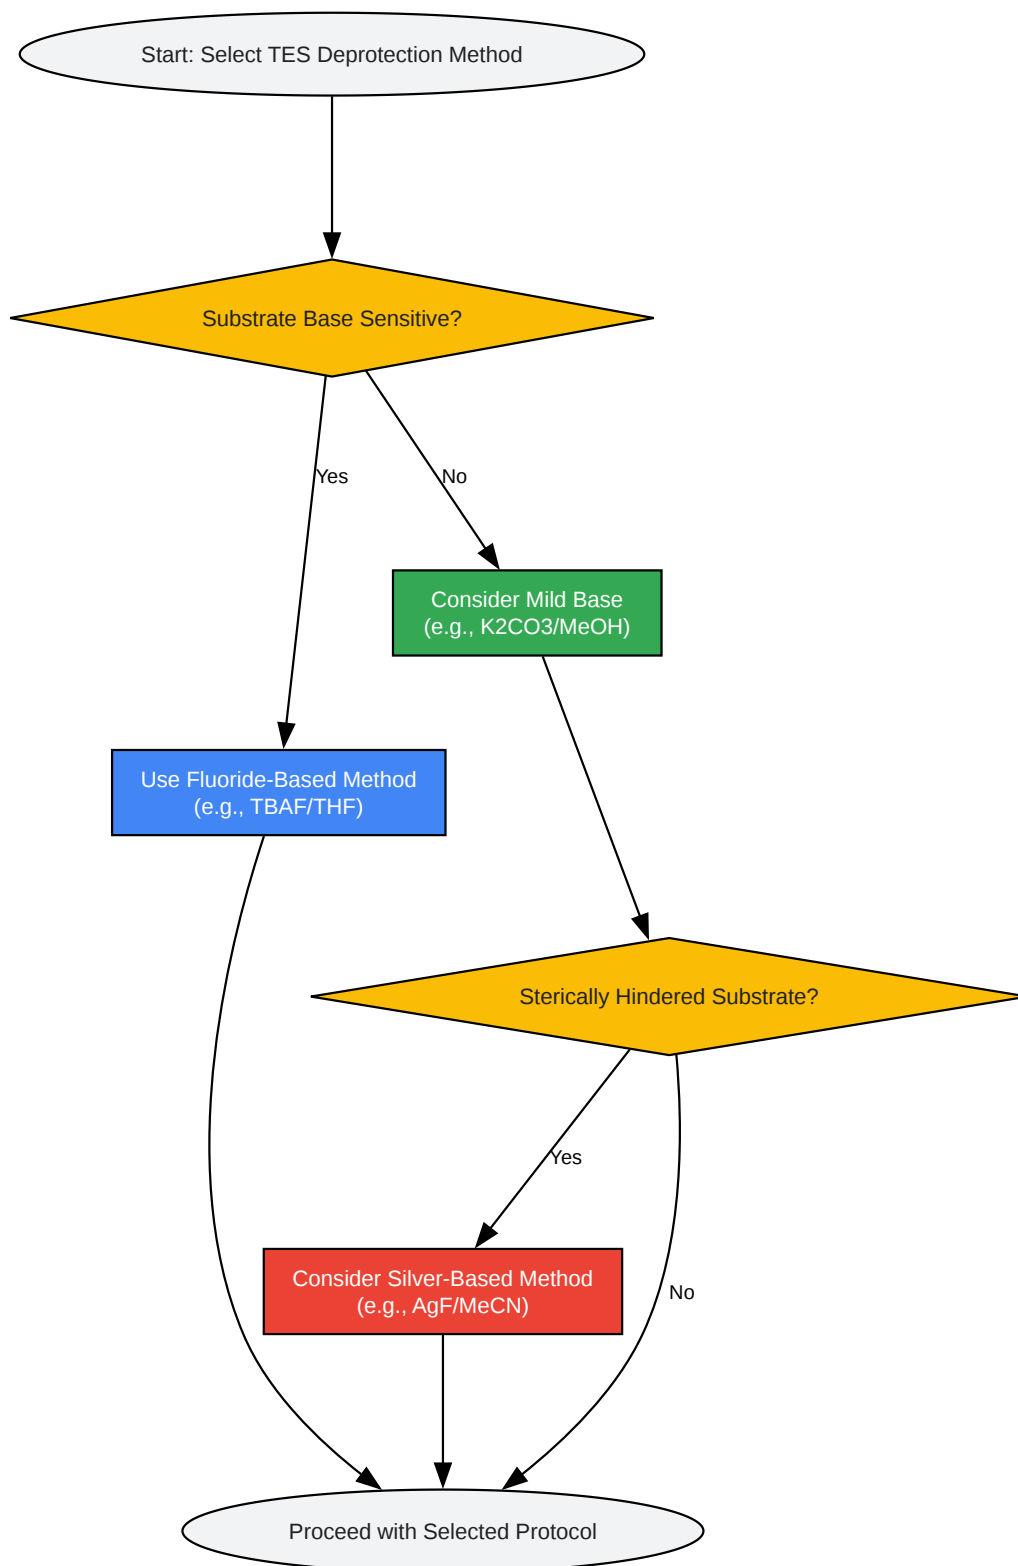 Start: Select TES Deprotection Method
Substrate Base Sensitive?
Yes
No
Consider Mild Base
(e.g., K2CO3/MeOH)
Use Fluoride-Based Method
(e.g., TBAF/THF)
Sterically Hindered Substrate?
Yes
Consider Silver-Based Method
(e.g., AgF/MeCN)
No
Proceed with Selected Protocol